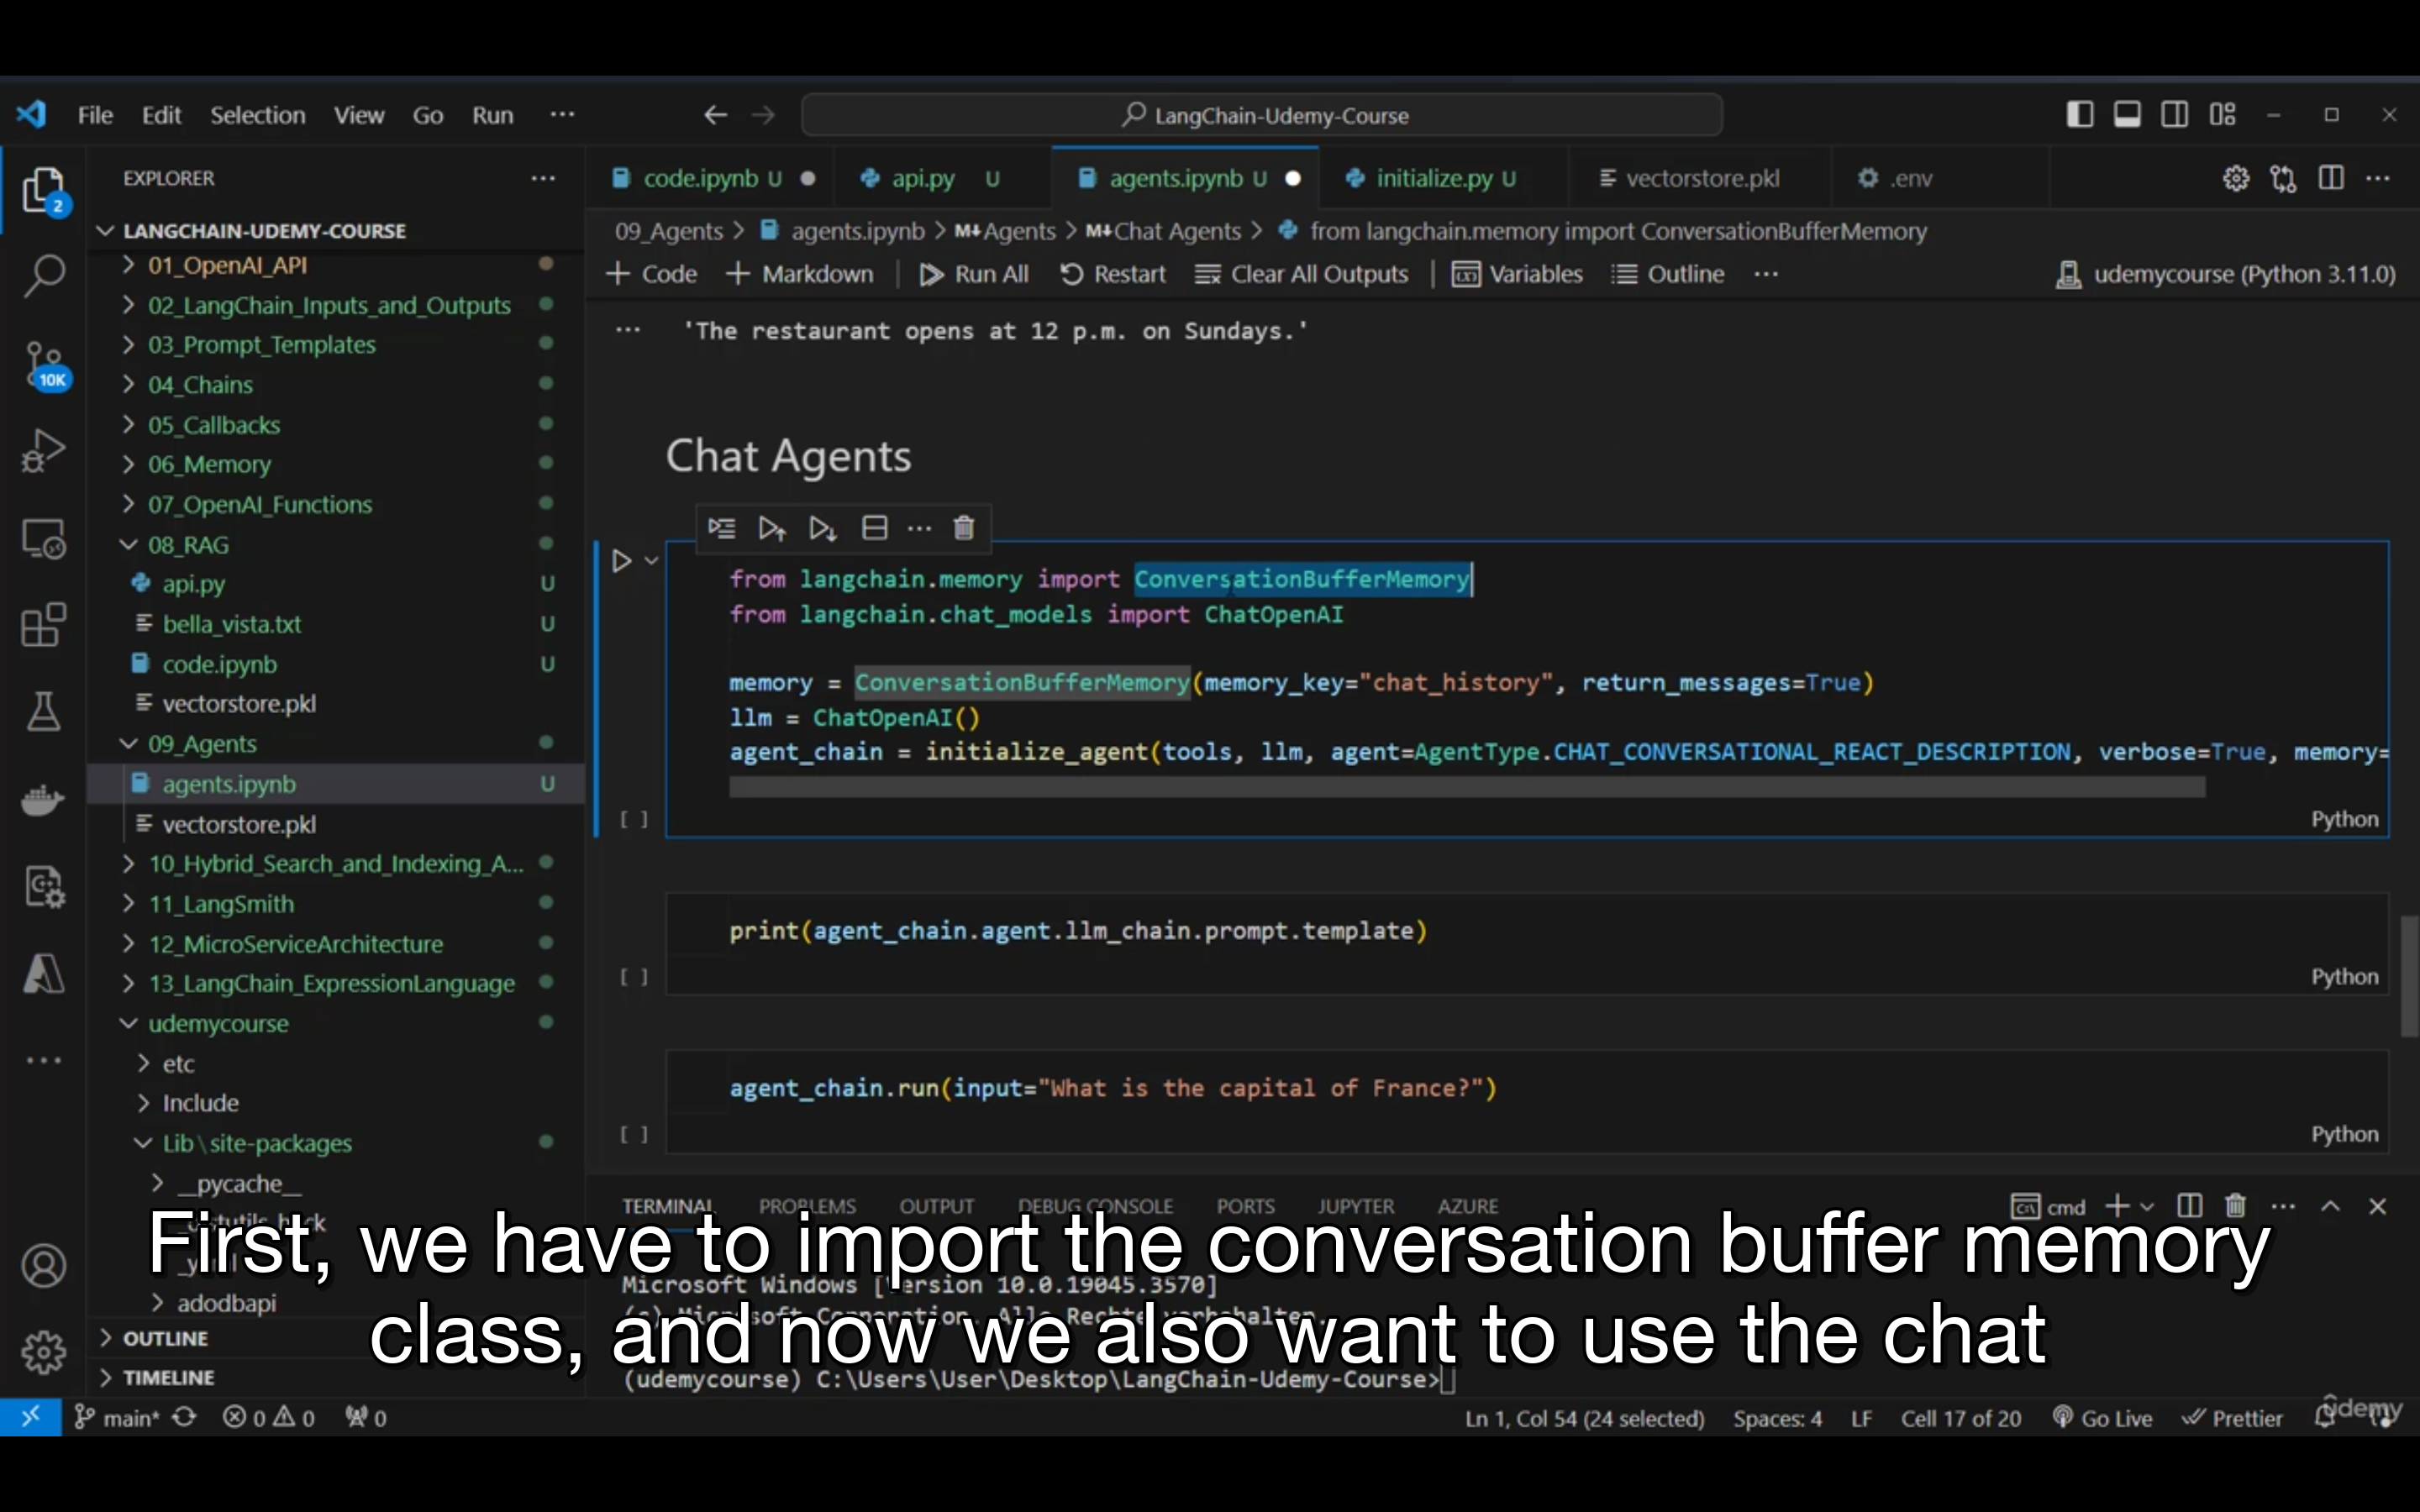 File Edit Selection View Go Run ···
LangChain-Udemy-Course
EXPLORER
2
10K
LANGCHAIN-UDEMY-COURSE
01_OpenAI_API
02_LangChain_Inputs_and_Outputs
03_Prompt_Templates
04_Chains
05_Callbacks
06_Memory
07_OpenAI_Functions
08_RAG
api.py U
bella_vista.txt U
code.ipynb U
vectorstore.pkl
09_Agents
agents.ipynb U
vectorstore.pkl
10_Hybrid_Search_and_Indexing_A...
11_LangSmith
12_MicroServiceArchitecture
13_LangChain_ExpressionLanguage
udemycourse
etc
Include
Lib\site-packages
__pycache__
adodbapi
OUTLINE
TIMELINE
code.ipynb U api.py U agents.ipynb U initialize.py U vectorstore.pkl .env
09_Agents > agents.ipynb > M↓Agents > M↓Chat Agents > from langchain.memory import ConversationBufferMemory
+ Code + Markdown | Run All Restart Clear All Outputs | Variables Outline ··· udemycourse (Python 3.11.0)
··· 'The restaurant opens at 12 p.m. on Sundays.'
Chat Agents
from langchain.memory import ConversationBufferMemory
from langchain.chat_models import ChatOpenAI
memory = ConversationBufferMemory(memory_key="chat_history", return_messages=True)
llm = ChatOpenAI()
agent_chain = initialize_agent(tools, llm, agent=AgentType.CHAT_CONVERSATIONAL_REACT_DESCRIPTION, verbose=True, memory=
[ ] Python
print(agent_chain.agent.llm_chain.prompt.template)
[ ] Python
agent_chain.run(input="What is the capital of France?")
[ ] Python
TERMINAL PROBLEMS OUTPUT DEBUG CONSOLE PORTS JUPYTER AZURE cmd
Microsoft Windows [Version 10.0.19045.3570]
(c) Microsoft Corporation. Alle Rechte vorbehalten.
(udemycourse) C:\Users\User\Desktop\LangChain-Udemy-Course>
First, we have to import the conversation buffer memory
class, and now we also want to use the chat
main* 0 0 0 Ln 1, Col 54 (24 selected) Spaces: 4 LF Cell 17 of 20 Go Live Prettier
udemy